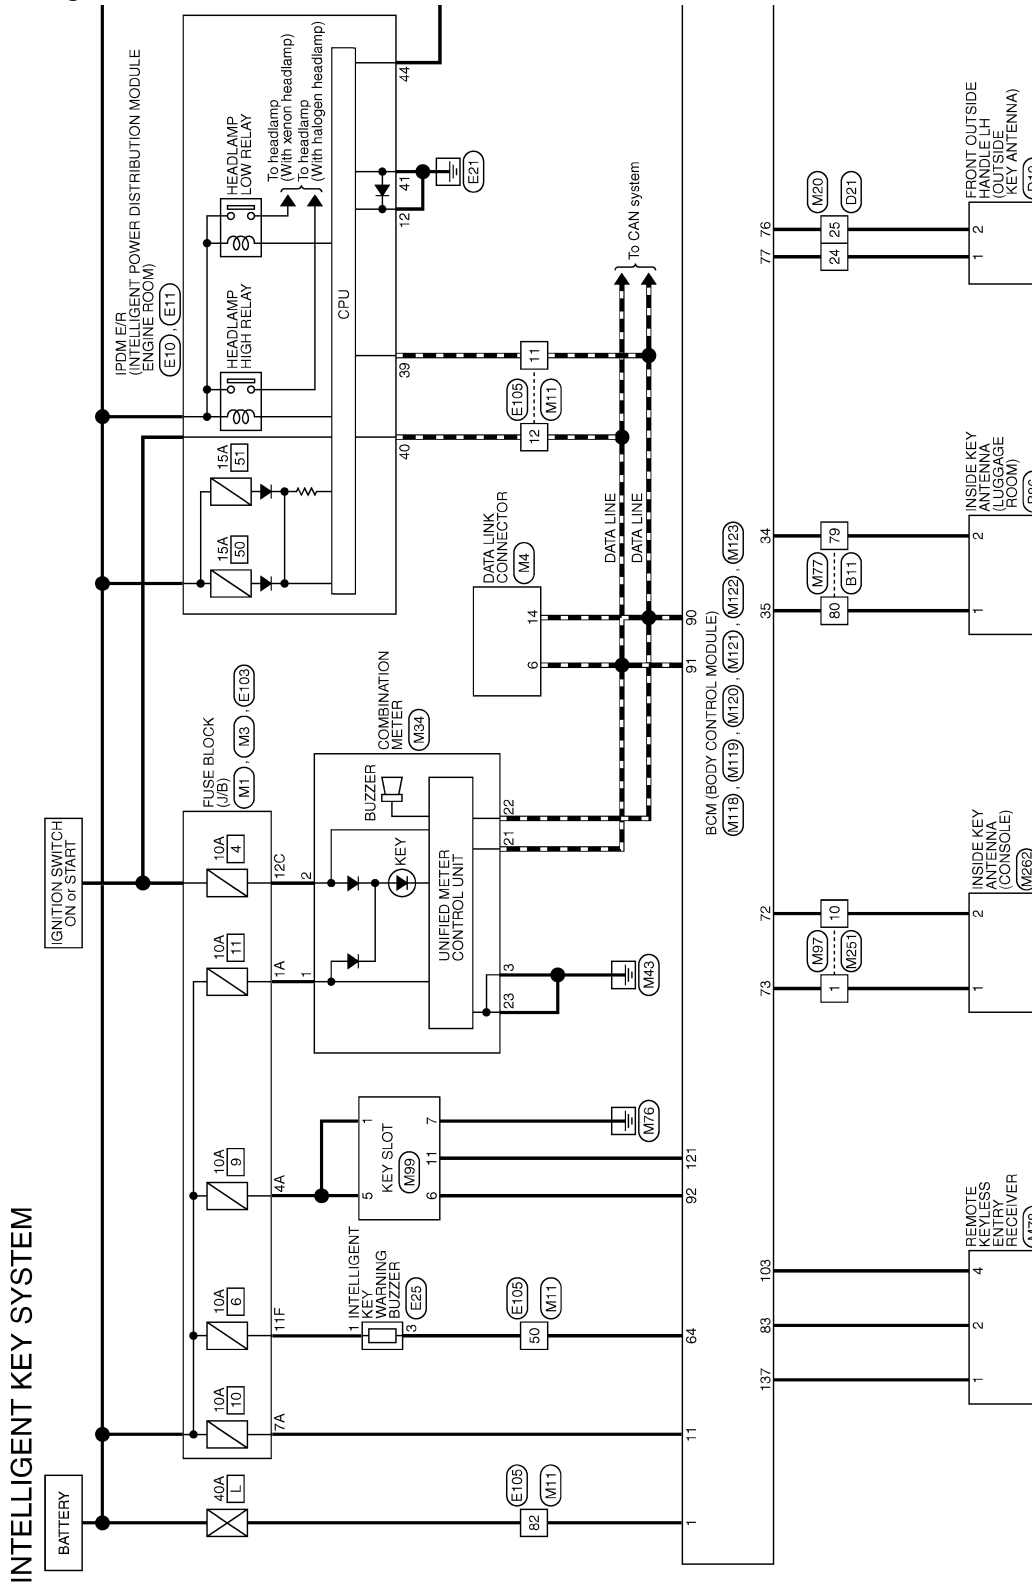 INTELLIGENT KEY SYSTEM
BATTERY
IGNITION SWITCH
ON or START
40A
L
10A
10
10A
6
10A
9
10A
11
10A
4
FUSE BLOCK
(J/B)
M1 , M3 , E103
7A
11F
4A
1A
12C
IPDM E/R
(INTELLIGENT POWER DISTRIBUTION MODULE
ENGINE ROOM)
E10 , E11
15A
50
15A
51
HEADLAMP
HIGH RELAY
HEADLAMP
LOW RELAY
To headlamp
(With xenon headlamp)
To headlamp
(With halogen headlamp)
CPU
40
39
12
41
44
E21
1
INTELLIGENT
KEY
WARNING
BUZZER
E25
3
5
1
KEY SLOT
M99
6
11
7
M76
1
2
KEY
BUZZER
COMBINATION
METER
M34
UNIFIED METER
CONTROL UNIT
23
3
21
22
M43
DATA LINK
CONNECTOR
M4
6
14
E105
M11
12
11
DATA LINE
DATA LINE
To CAN system
82
E105
M11
50
E105
M11
1
11
64
92
121
91
90
BCM (BODY CONTROL MODULE)
M118 , M119 , M120 , M121 , M122 , M123
137
83
103
73
72
35
34
77
76
1
M97
M251
10
80
M77
B11
79
24
25
M20
D21
1
2
4
REMOTE
KEYLESS
ENTRY
RECEIVER
1
2
INSIDE KEY
ANTENNA
(CONSOLE)
M262
1
2
INSIDE KEY
ANTENNA
(LUGGAGE
ROOM)
1
2
FRONT OUTSIDE
HANDLE LH
(OUTSIDE
KEY ANTENNA)